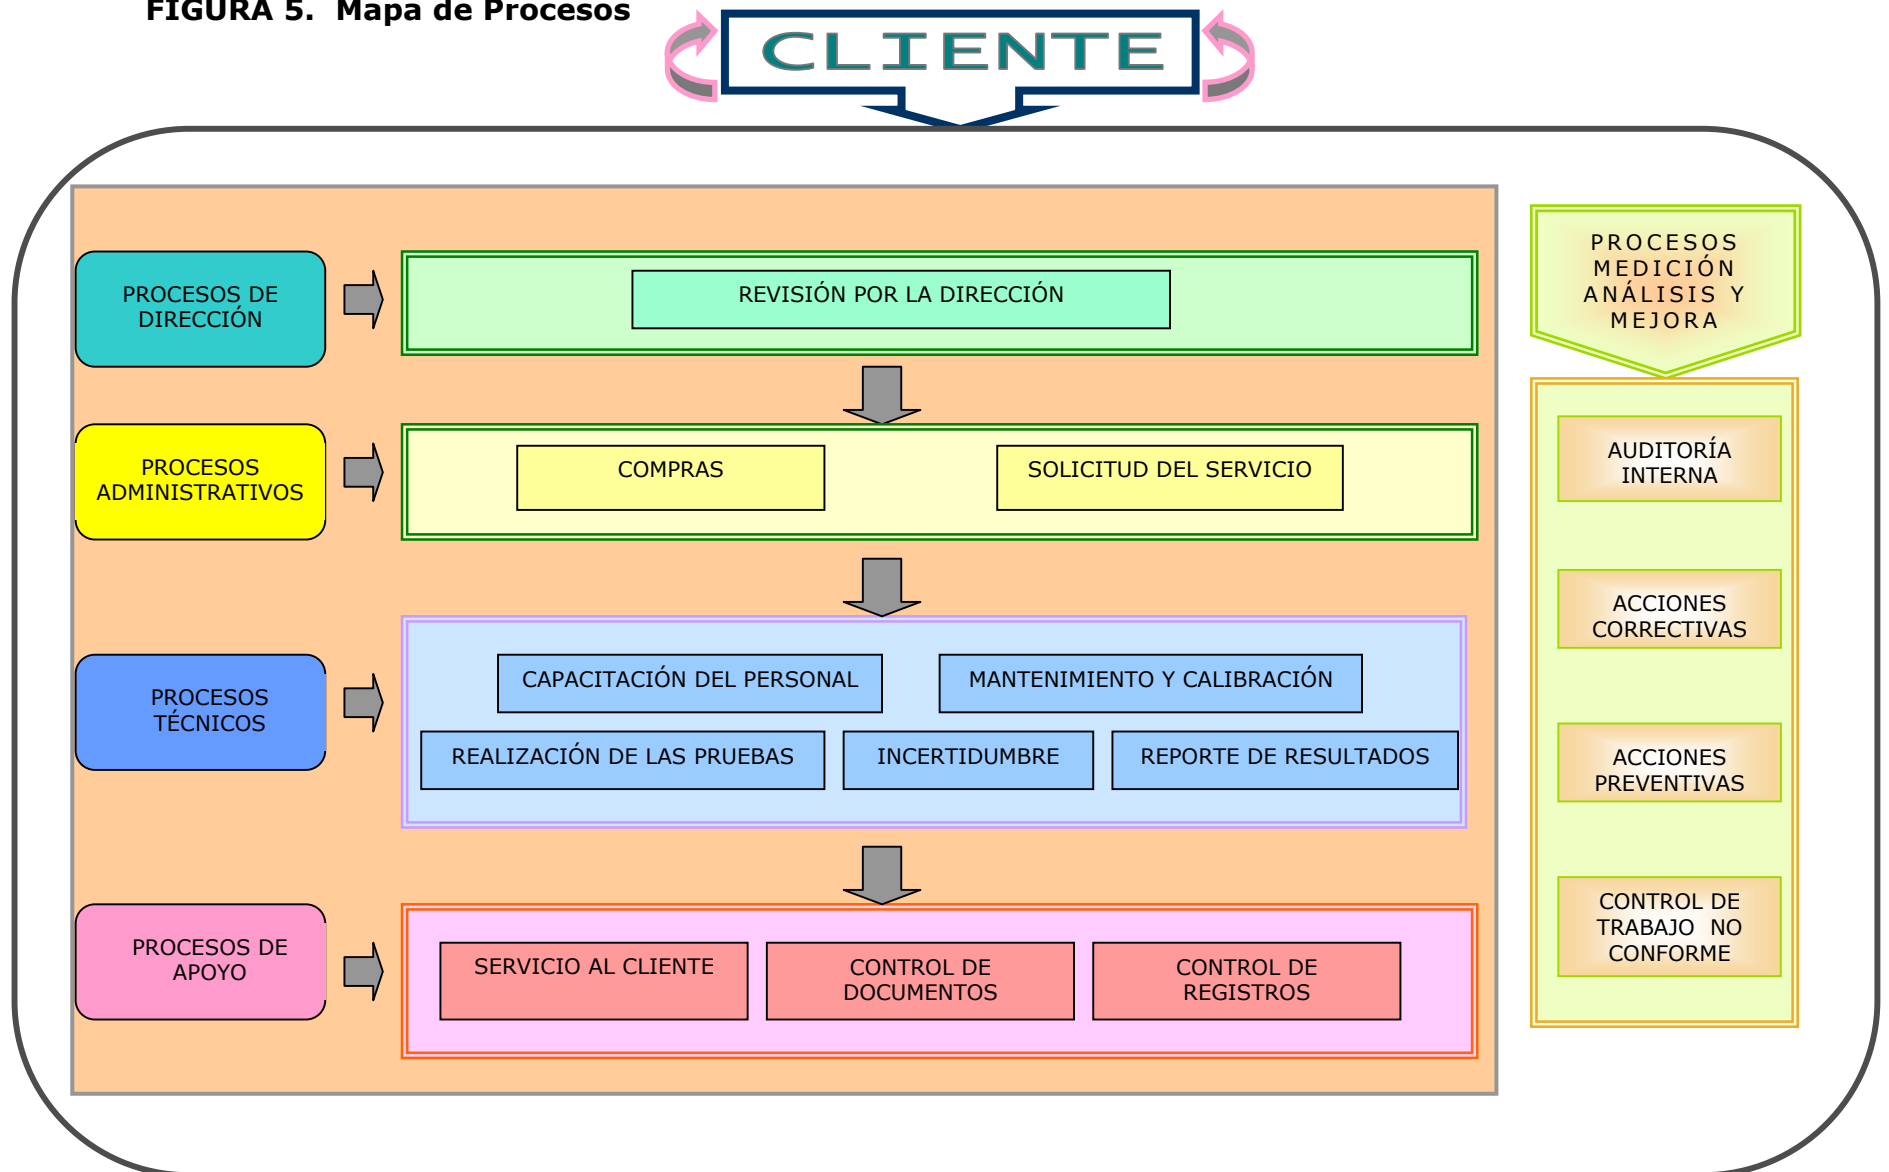 FIGURA 5.  Mapa de Procesos
CLIENTE
PROCESOS DE
DIRECCIÓN
REVISIÓN POR LA DIRECCIÓN
PROCESOS
ADMINISTRATIVOS
COMPRAS
SOLICITUD DEL SERVICIO
PROCESOS
TÉCNICOS
CAPACITACIÓN DEL PERSONAL
MANTENIMIENTO Y CALIBRACIÓN
REALIZACIÓN DE LAS PRUEBAS
INCERTIDUMBRE
REPORTE DE RESULTADOS
PROCESOS DE
APOYO
SERVICIO AL CLIENTE
CONTROL DE
DOCUMENTOS
CONTROL DE
REGISTROS
PROCESOS
MEDICIÓN
ANÁLISIS Y
MEJORA
AUDITORÍA
INTERNA
ACCIONES
CORRECTIVAS
ACCIONES
PREVENTIVAS
CONTROL DE
TRABAJO  NO
CONFORME